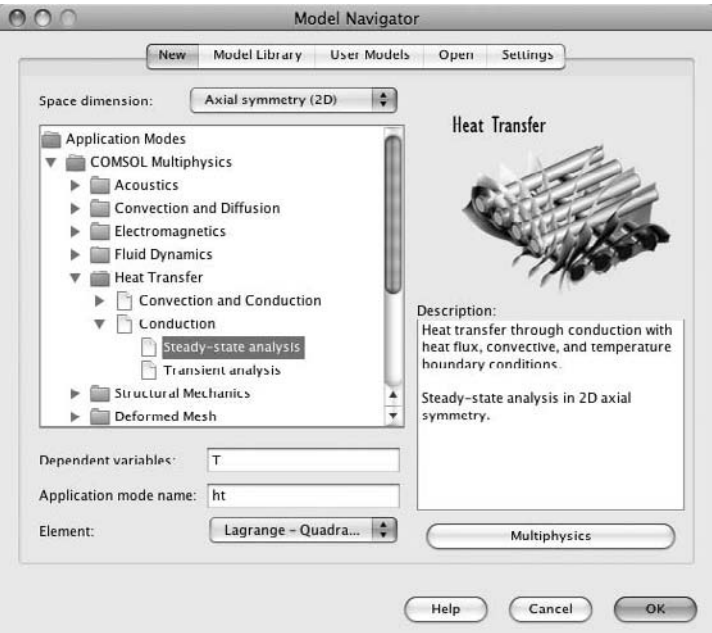 Model Navigator
New Model Library User Models Open Settings
Space dimension: Axial symmetry (2D)
Application Modes
COMSOL Multiphysics
Acoustics
Convection and Diffusion
Electromagnetics
Fluid Dynamics
Heat Transfer
Convection and Conduction
Conduction
Steady-state analysis
Transient analysis
Structural Mechanics
Deformed Mesh
Dependent variables: T
Application mode name: ht
Element: Lagrange - Quadra...
Heat Transfer
Description:
Heat transfer through conduction with
heat flux, convective, and temperature
boundary conditions.
Steady-state analysis in 2D axial
symmetry.
Multiphysics
Help Cancel OK